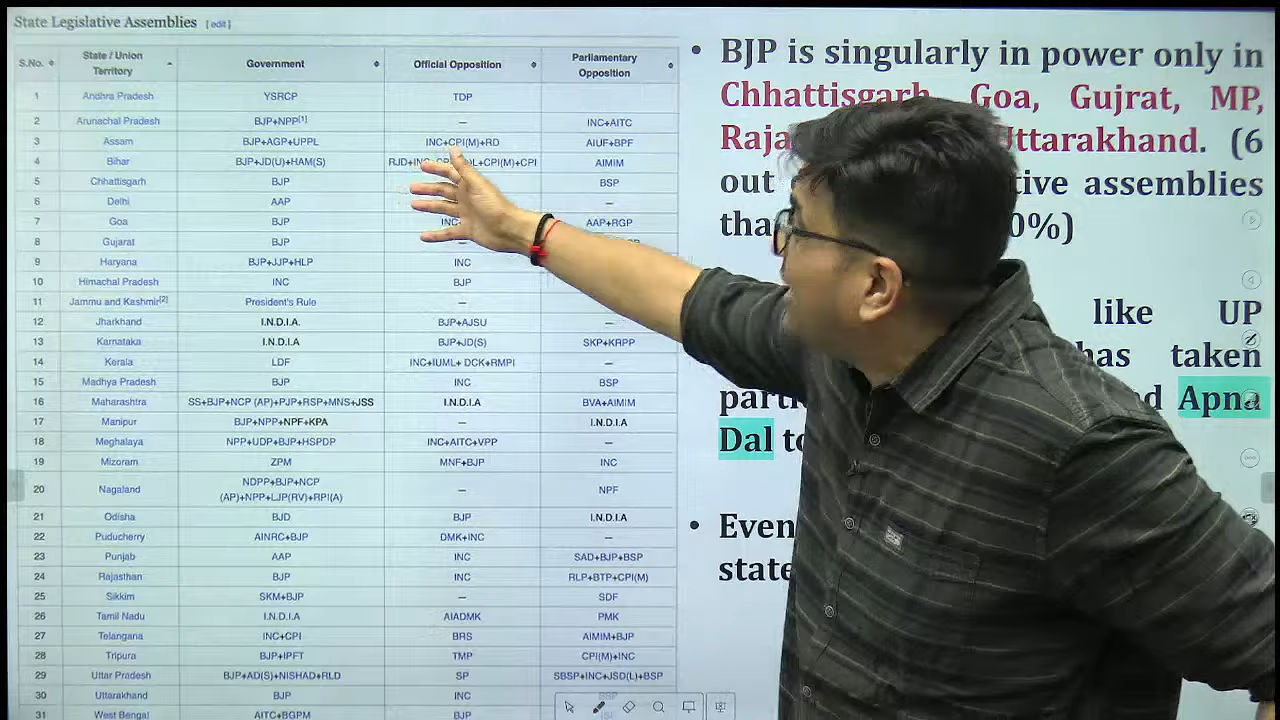 State Legislative Assemblies [edit]
S.No. State / Union Territory Government Official Opposition Parliamentary Opposition
1 Andhra Pradesh YSRCP TDP
2 Arunachal Pradesh BJP+NPP[1] — INC+AITC
3 Assam BJP+AGP+UPPL INC+CPI(M)+RD AIUF+BPF
4 Bihar BJP+JD(U)+HAM(S) L+CPI(M)+CPI AIMIM
5 Chhattisgarh BJP BSP
6 Delhi AAP —
7 Goa BJP INC AAP+RGP
8 Gujarat BJP —
9 Haryana BJP+JJP+HLP INC
10 Himachal Pradesh INC BJP
11 Jammu and Kashmir[2] President's Rule —
12 Jharkhand I.N.D.I.A. BJP+AJSU —
13 Karnataka I.N.D.I.A BJP+JD(S) SKP+KRPP
14 Kerala LDF INC+IUML+ DCK+RMPI
15 Madhya Pradesh BJP INC BSP
16 Maharashtra SS+BJP+NCP (AP)+PJP+RSP+MNS+JSS I.N.D.I.A BVA+AIMIM
17 Manipur BJP+NPP+NPF+KPA — I.N.D.I.A
18 Meghalaya NPP+UDP+BJP+HSPDP INC+AITC+VPP —
19 Mizoram ZPM MNF+BJP INC
20 Nagaland NDPP+BJP+NCP (AP)+NPP+LJP(RV)+RPI(A) — NPF
21 Odisha BJD BJP I.N.D.I.A
22 Puducherry AINRC+BJP DMK+INC —
23 Punjab AAP INC SAD+BJP+BSP
24 Rajasthan BJP INC RLP+BTP+CPI(M)
25 Sikkim SKM+BJP — SDF
26 Tamil Nadu I.N.D.I.A AIADMK PMK
27 Telangana INC+CPI BRS AIMIM+BJP
28 Tripura BJP+IPFT TMP CPI(M)+INC
29 Uttar Pradesh BJP+AD(S)+NISHAD+RLD SP SBSP+INC+JSD(L)+BSP
30 Uttarakhand BJP INC BSP
31 West Bengal AITC+BGPM BJP
• BJP is singularly in power only in
Chhattisgarh, Goa, Gujrat, MP,
Uttarakhand. (6
out assemblies
0%)
like UP
has taken
Apna
Dal
• Even
state